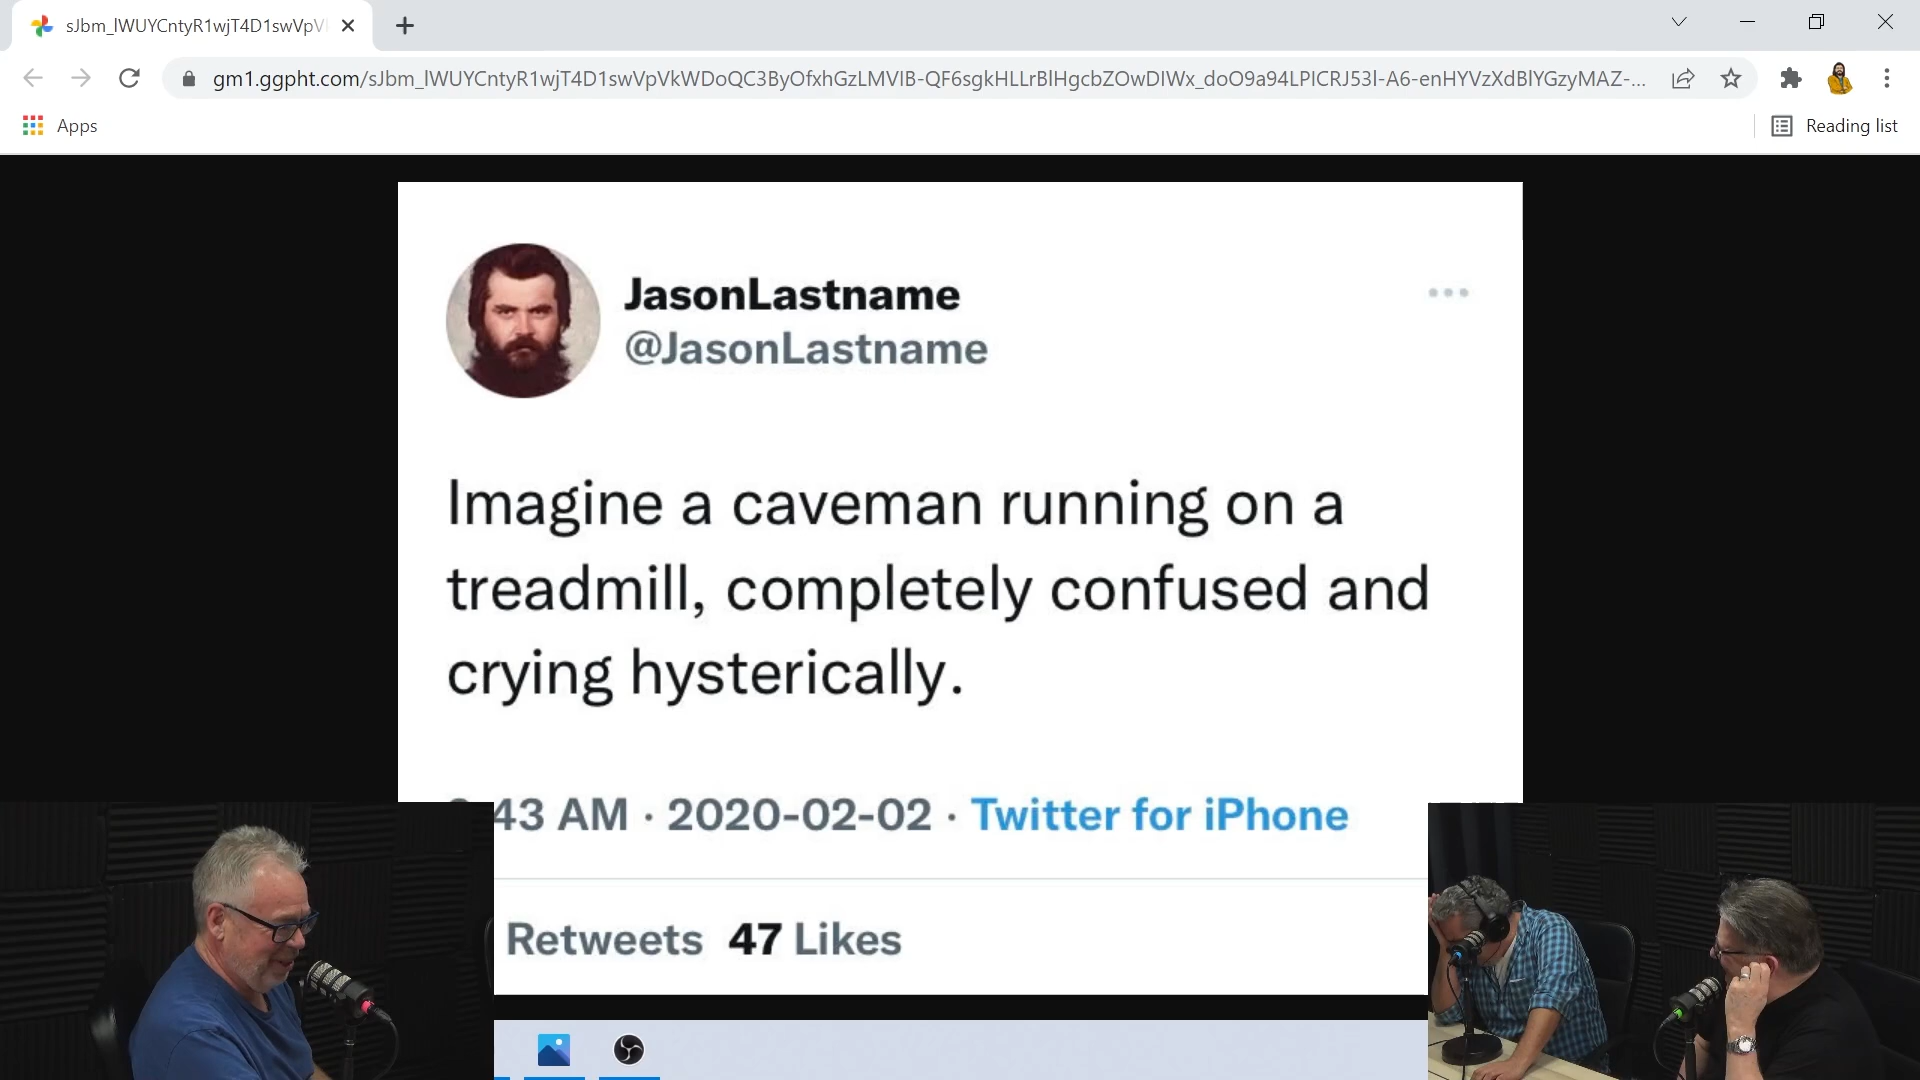 sJbm_lWUYCntyR1wjT4D1swVpV
gm1.ggpht.com/sJbm_lWUYCntyR1wjT4D1swVpVkWDoQC3ByOfxhGzLMVIB-QF6sgkHLLrBlHgcbZOwDIWx_doO9a94LPICRJ53l-A6-enHYVzXdBlYGzyMAZ-...
Apps
Reading list
JasonLastname
@JasonLastname
Imagine a caveman running on a
treadmill, completely confused and
crying hysterically.
43 AM · 2020-02-02 · Twitter for iPhone
Retweets 47 Likes